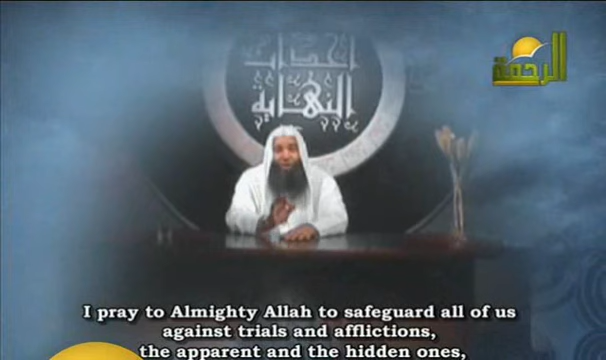 أحداث
النهاية
الرحمة
I pray to Almighty Allah to safeguard all of us
against trials and afflictions,
the apparent and the hidden ones,